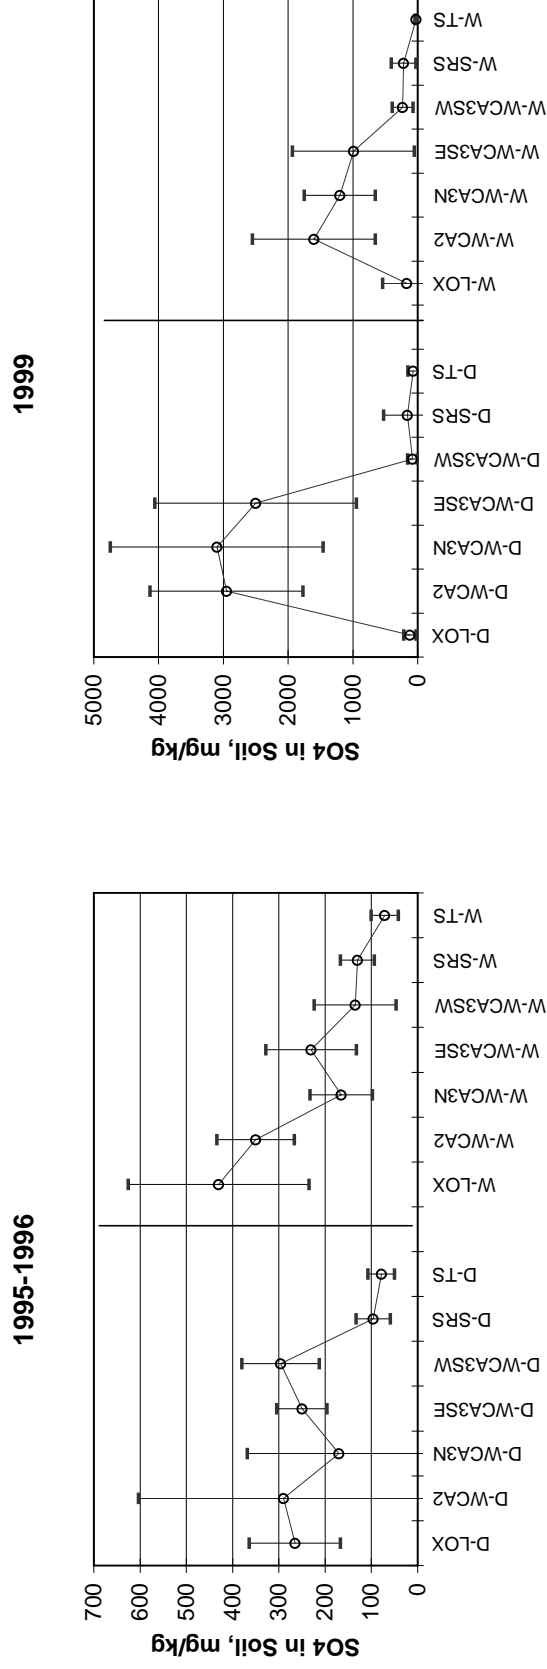 1995-1996
SO4 in Soil, mg/kg
700
600
500
400
300
200
100
0
D-LOX
D-WCA2
D-WCA3N
D-WCA3SE
D-WCA3SW
D-SRS
D-TS
W-LOX
W-WCA2
W-WCA3N
W-WCA3SE
W-WCA3SW
W-SRS
W-TS
1999
SO4 in Soil, mg/kg
5000
4000
3000
2000
1000
0
D-LOX
D-WCA2
D-WCA3N
D-WCA3SE
D-WCA3SW
D-SRS
D-TS
W-LOX
W-WCA2
W-WCA3N
W-WCA3SE
W-WCA3SW
W-SRS
W-TS